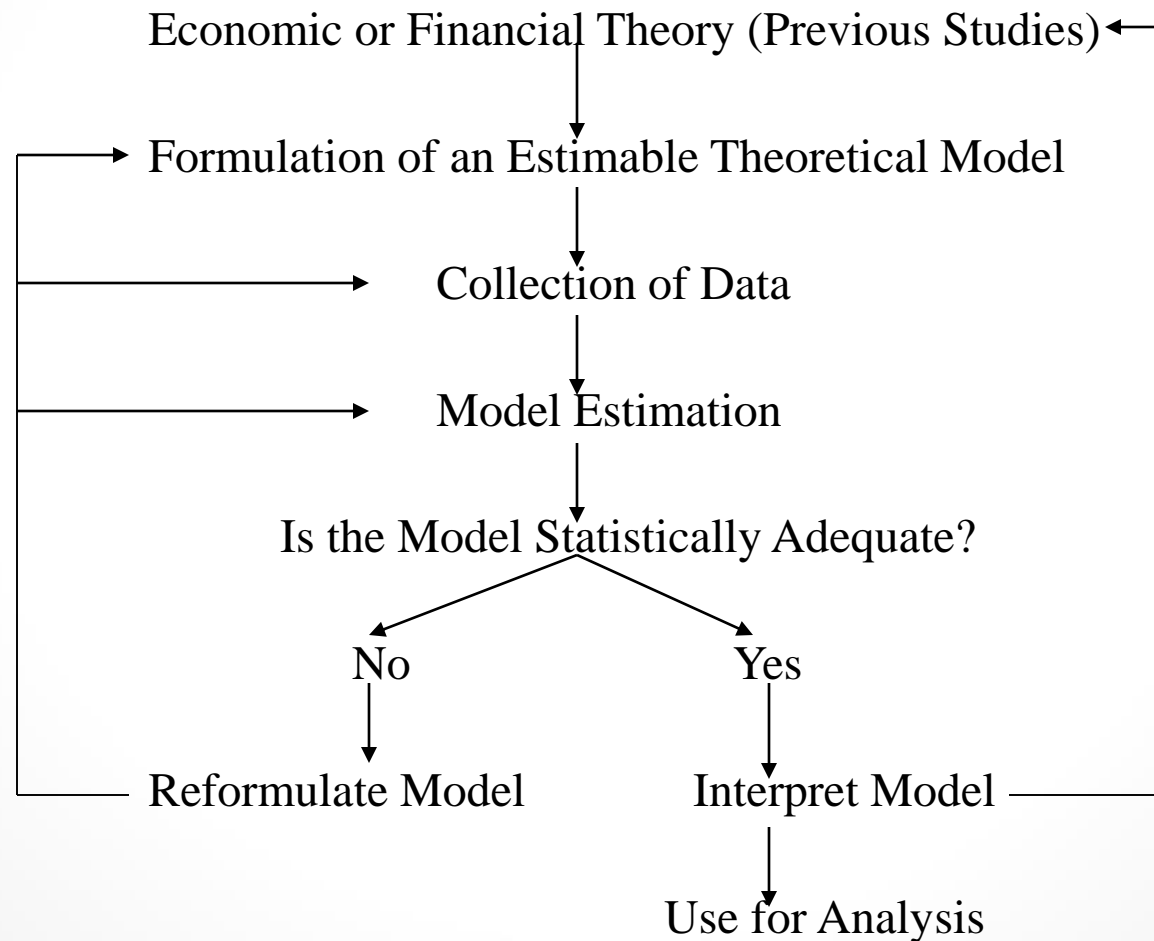 Economic or Financial Theory (Previous Studies)
Formulation of an Estimable Theoretical Model
Collection of Data
Model Estimation
Is the Model Statistically Adequate?
No
Yes
Reformulate Model
Interpret Model
Use for Analysis